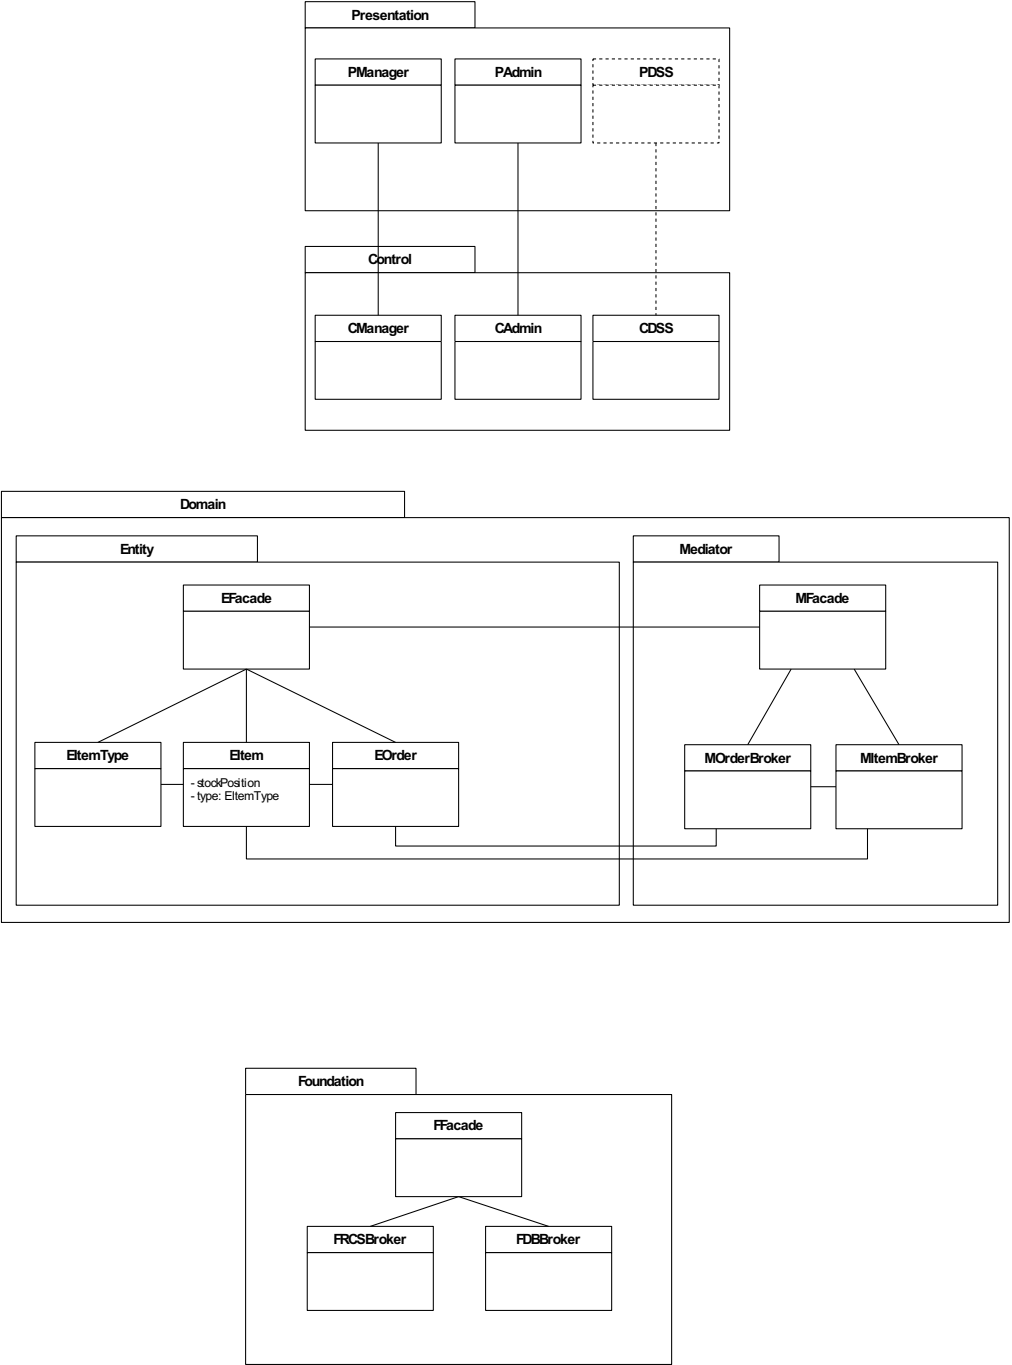 Presentation
PManager
PAdmin
PDSS
Control
CManager
CAdmin
CDSS
Domain
Entity
Mediator
EFacade
MFacade
EItemType
EItem
EOrder
- stockPosition
- type: EItemType
MOrderBroker
MItemBroker
Foundation
FFacade
FRCSBroker
FDBBroker